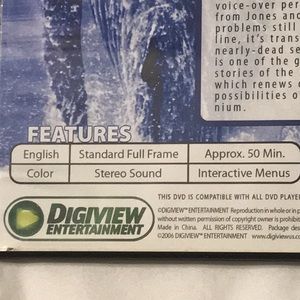 voice-over per
from Jones and
problems still
line, it's trans
nearly-dead se
is one of the g
stories of the
which renews
possibilities o
nium.
FEATURES
English Standard Full Frame Approx. 50 Min.
Color Stereo Sound Interactive Menus
DIGIVIEW
ENTERTAINMENT
THIS DVD IS COMPATIBLE WITH ALL DVD PLAYER
DIGIVIEW™ ENTERTAINMENT Reproduction in whole or in p
without written permission of copyright owner is prohibit
Made in China. ALL RIGHTS RESERVED. Package des
©2006 DIGIVIEW™ ENTERTAINMENT www.digiviewus.c